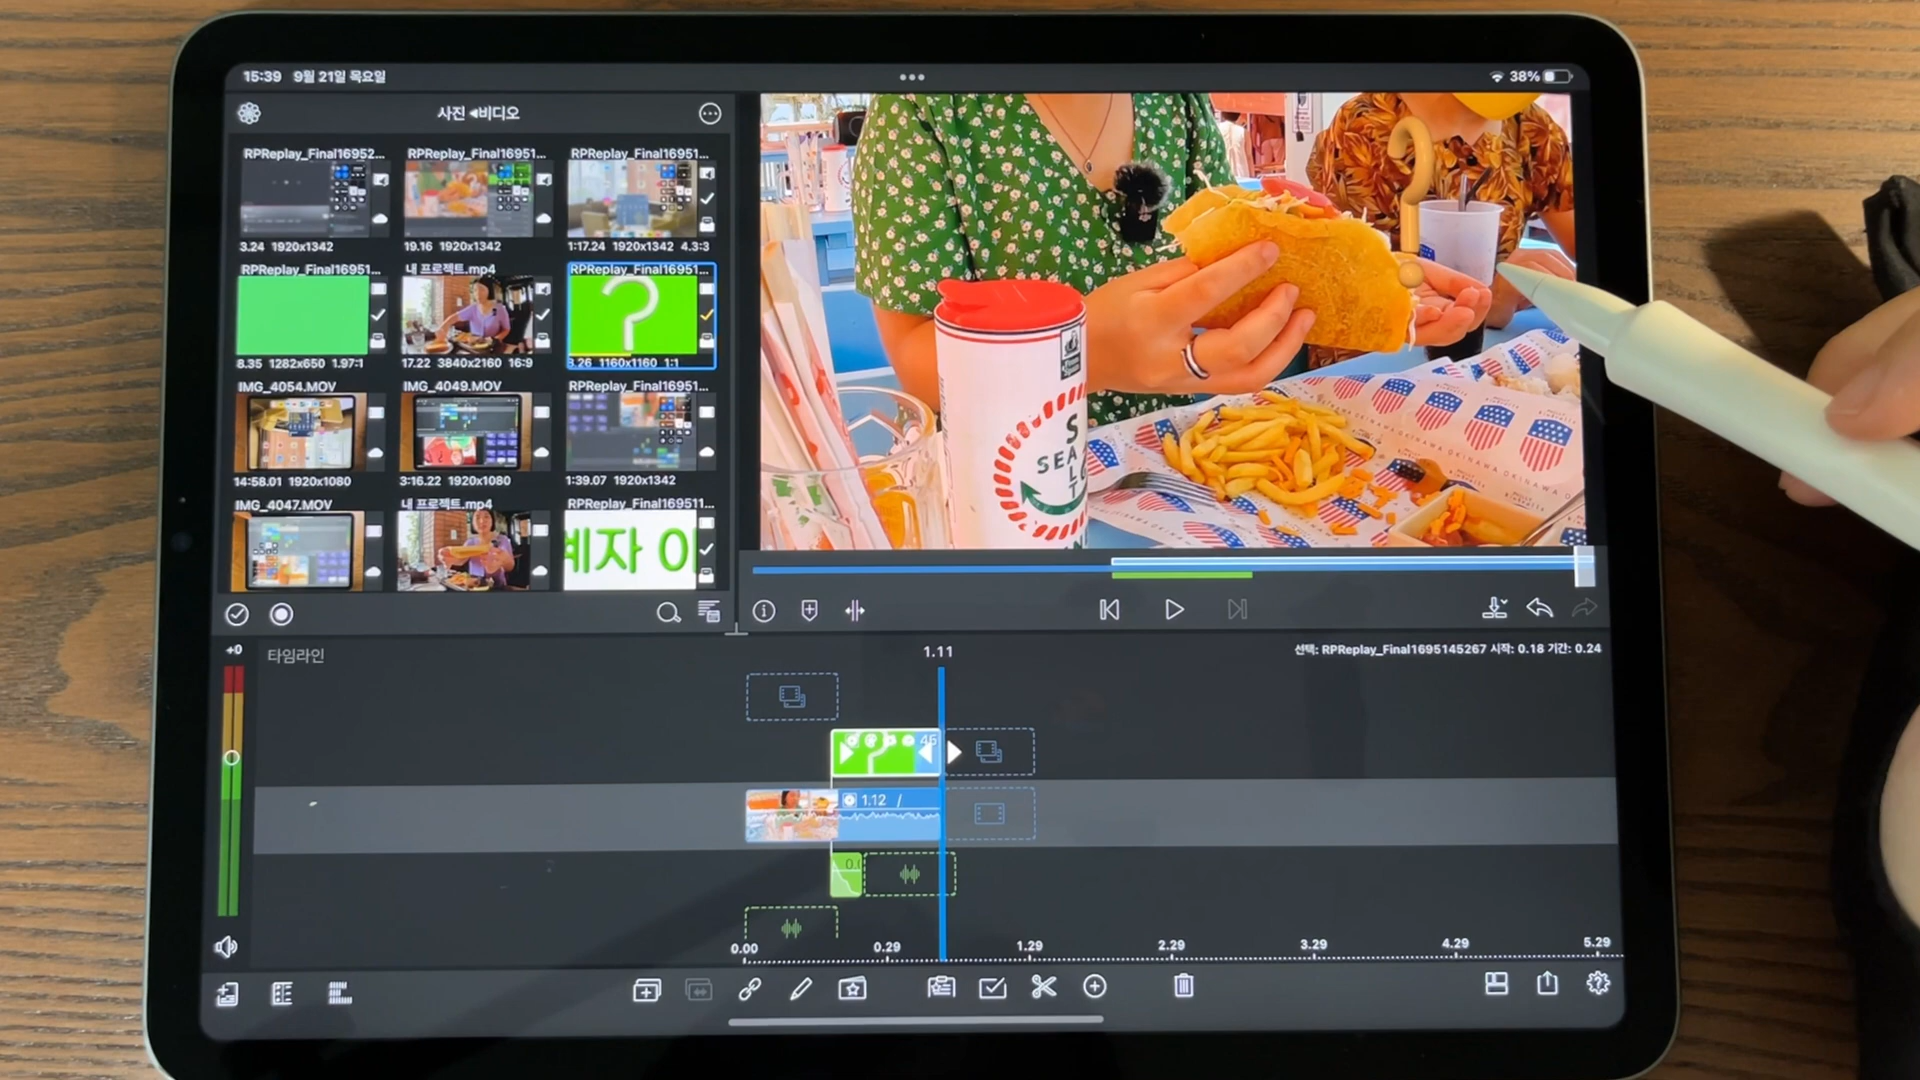 15:39 9월 21일 목요일
38%
사진 ◀비디오
RPReplay_Final16952...
RPReplay_Final16951...
RPReplay_Final16951...
3.24 1920x1342
19.16 1920x1342
1:17.24 1920x1342 4.3:3
RPReplay_Final16951...
내 프로젝트.mp4
RPReplay_Final16951...
8.35 1282x650 1.97:1
17.22 3840x2160 16:9
3.26 1160x1160 1:1
IMG_4054.MOV
IMG_4049.MOV
RPReplay_Final16951...
14:58.01 1920x1080
3:16.22 1920x1080
1:39.07 1920x1342
IMG_4047.MOV
내 프로젝트.mp4
RPReplay_Final169511...
계자 이
SEA
SALT
OKINAWA
+0
타임라인
1.11
선택: RPReplay_Final1695145267 시작: 0.18 기간: 0.24
45
1.12
0.00
0.29
1.29
2.29
3.29
4.29
5.29